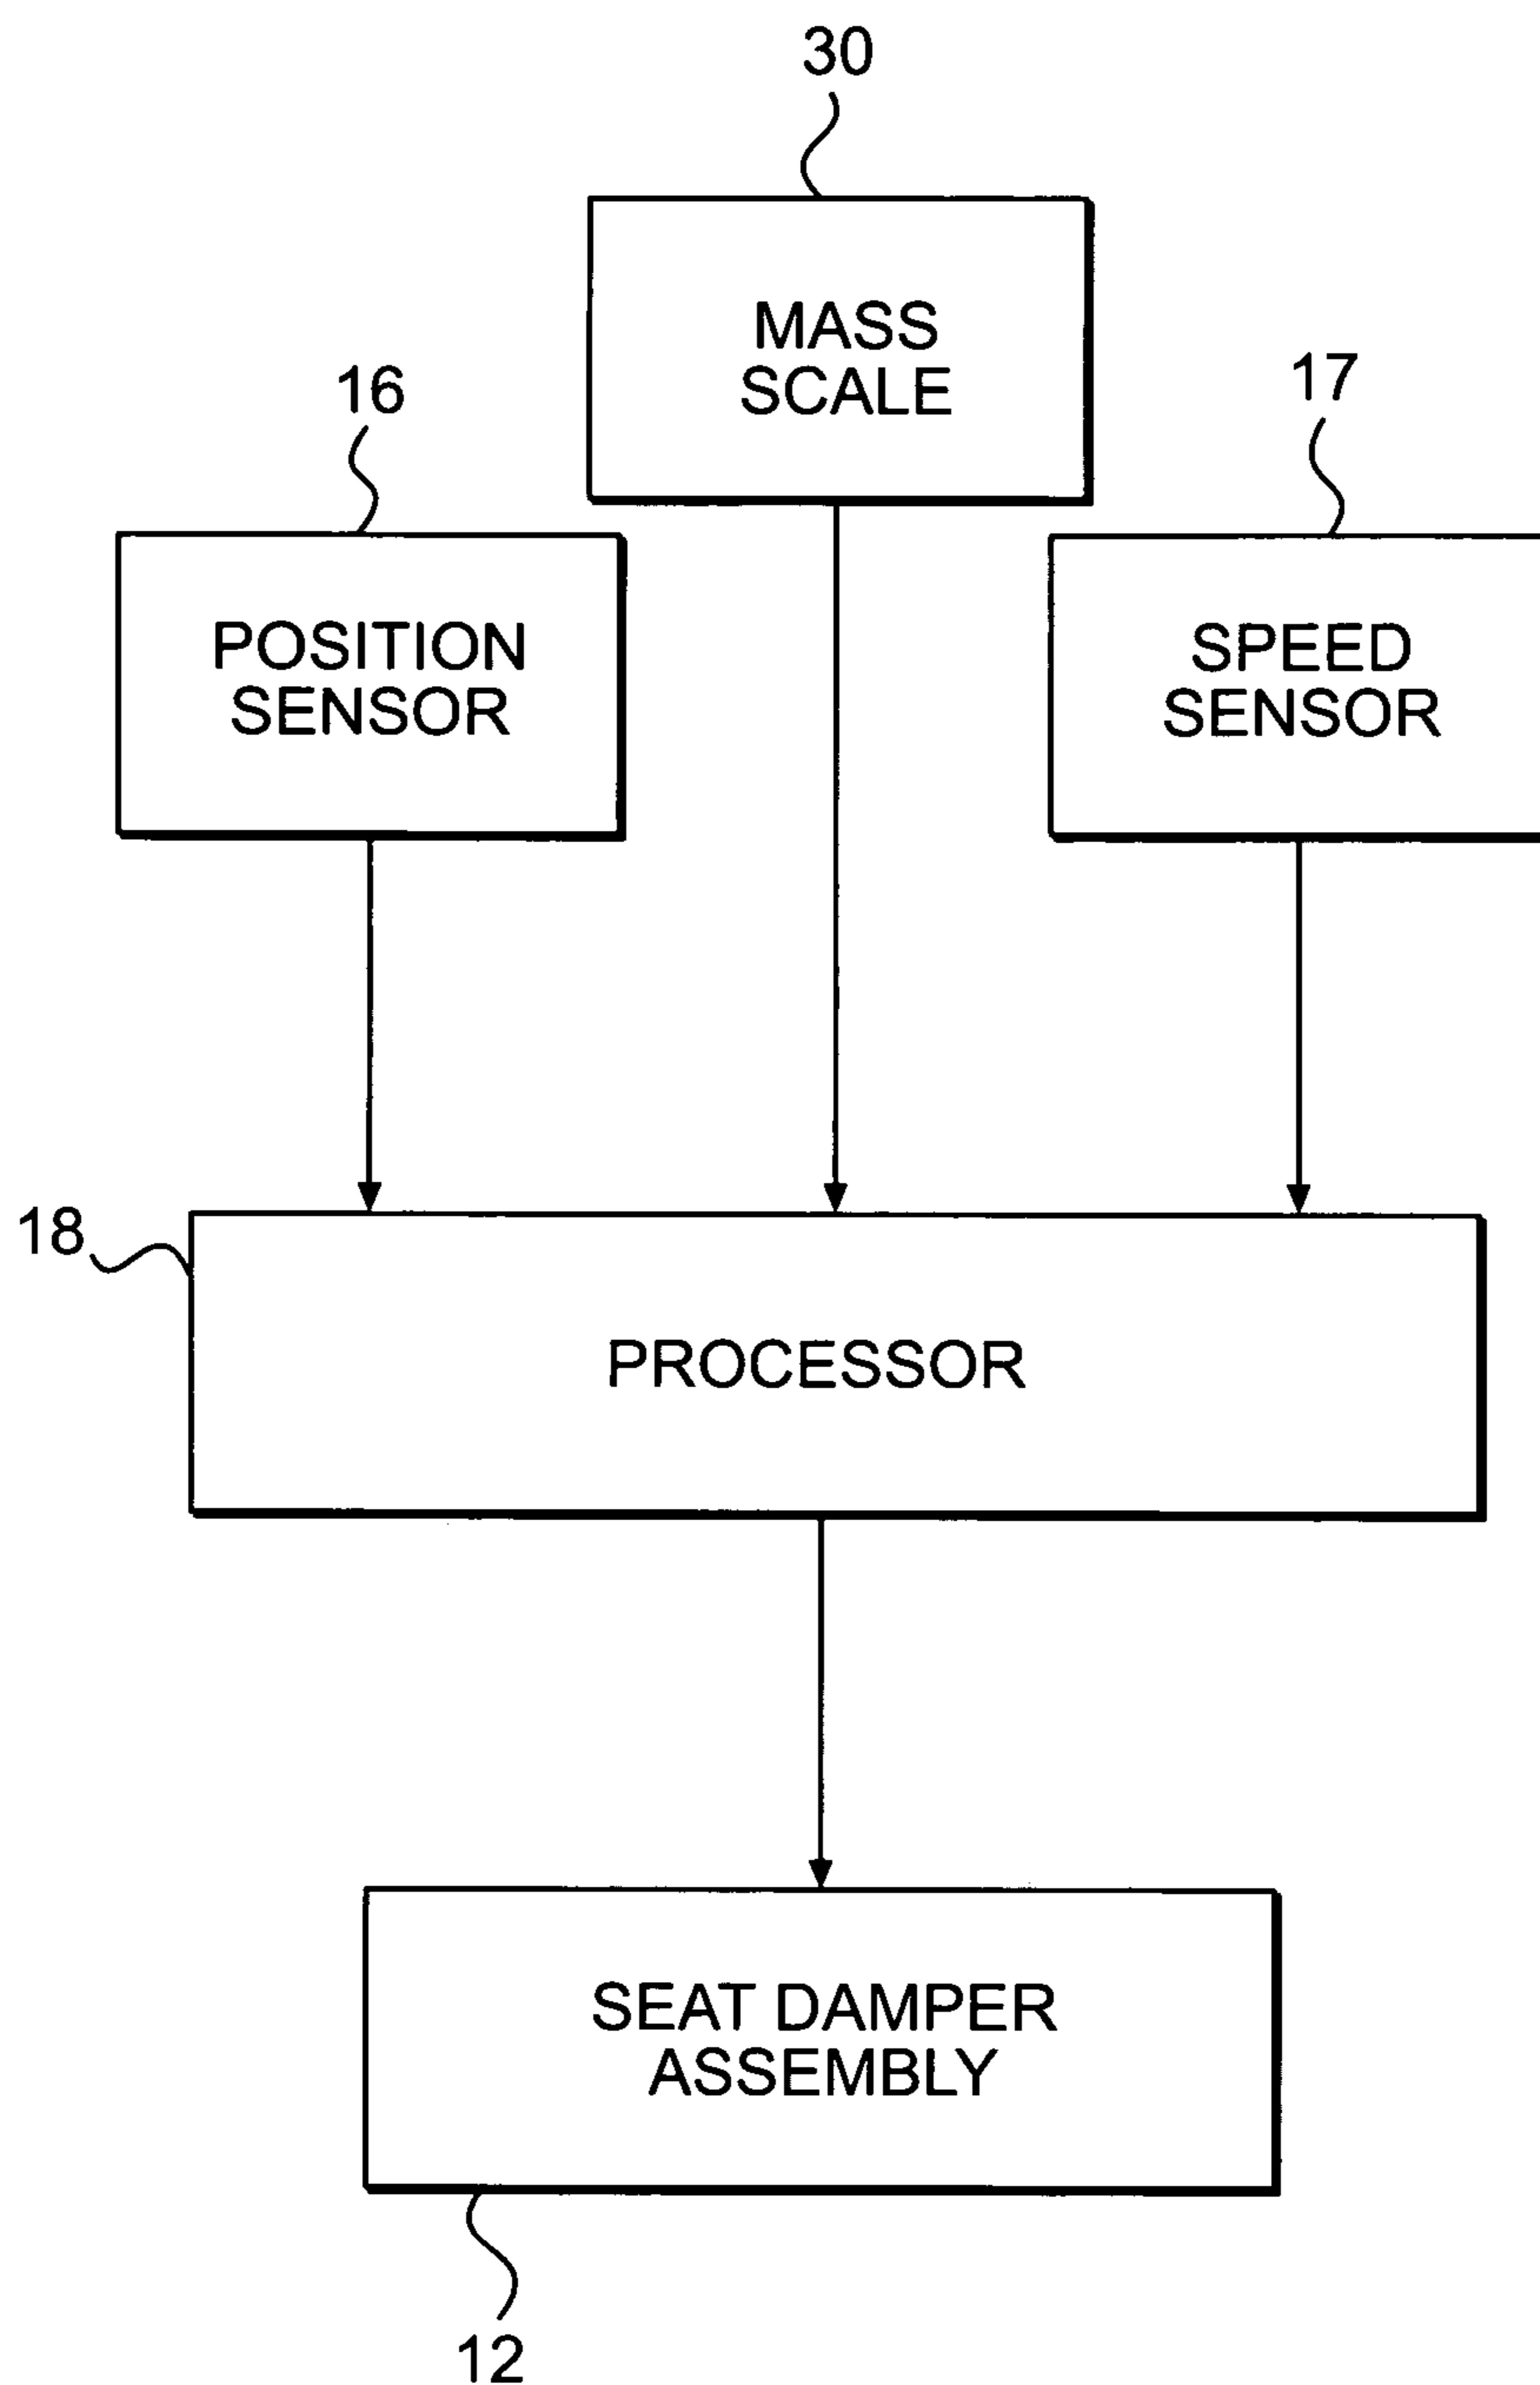 30
MASS
SCALE
16
17
POSITION
SENSOR
SPEED
SENSOR
18
PROCESSOR
SEAT DAMPER
ASSEMBLY
12